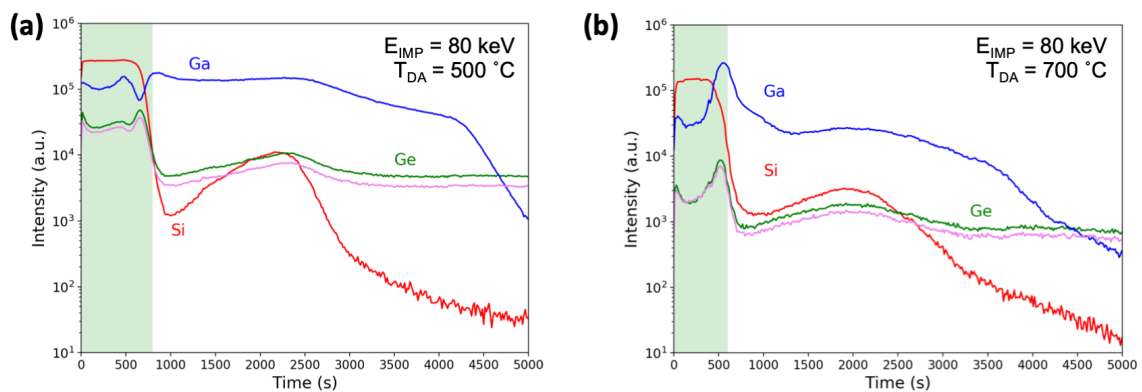 (a)
E_IMP = 80 keV
T_DA = 500 ˚C
Ga
Ge
Si
Intensity (a.u.)
10^6
10^5
10^4
10^3
10^2
10^1
0 500 1000 1500 2000 2500 3000 3500 4000 4500 5000
Time (s)
(b)
E_IMP = 80 keV
T_DA = 700 ˚C
Ga
Si
Ge
Intensity (a.u.)
10^6
10^5
10^4
10^3
10^2
10^1
0 500 1000 1500 2000 2500 3000 3500 4000 4500 5000
Time (s)